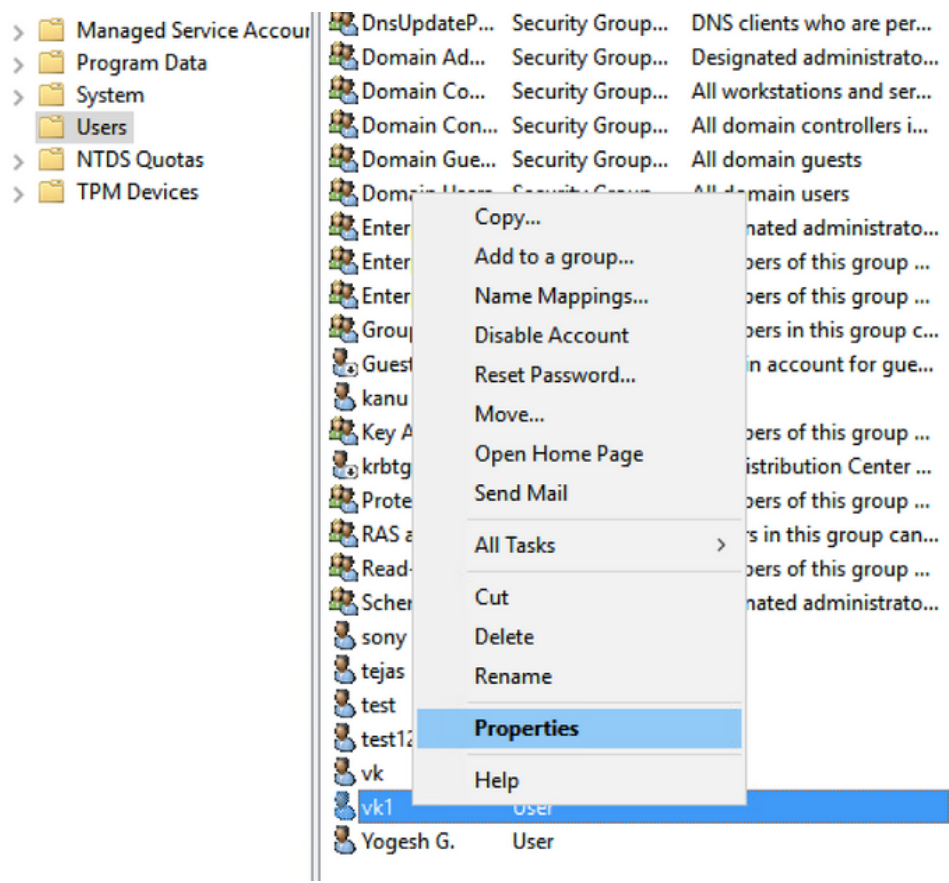 Managed Service Accour
Program Data
System
Users
NTDS Quotas
TPM Devices
DnsUpdateP... Security Group... DNS clients who are per...
Domain Ad... Security Group... Designated administrato...
Domain Co... Security Group... All workstations and ser...
Domain Con... Security Group... All domain controllers i...
Domain Gue... Security Group... All domain guests
Domain Users Security Group... All domain users
Enter nated administrato...
Enter bers of this group ...
Enter bers of this group ...
Group bers in this group c...
Guest in account for gue...
kanu
Key A bers of this group ...
krbtg istribution Center ...
Prote bers of this group ...
RAS a rs in this group can...
Read- bers of this group ...
Scher nated administrato...
sony
tejas
test
test12
vk
vk1 User
Yogesh G. User
Copy...
Add to a group...
Name Mappings...
Disable Account
Reset Password...
Move...
Open Home Page
Send Mail
All Tasks
Cut
Delete
Rename
Properties
Help